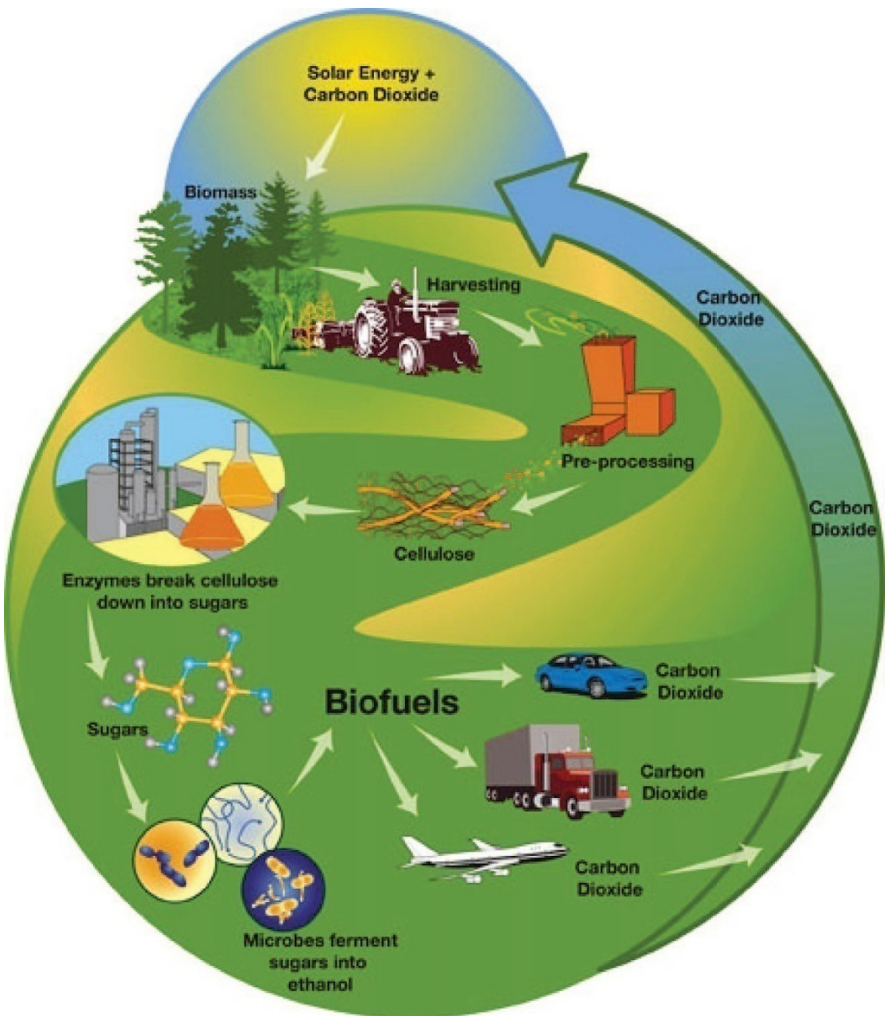 Solar Energy +
Carbon Dioxide
Biomass
Harvesting
Carbon
Dioxide
Pre-processing
Cellulose
Carbon
Dioxide
Enzymes break cellulose
down into sugars
Sugars
Biofuels
Carbon
Dioxide
Carbon
Dioxide
Carbon
Dioxide
Microbes ferment
sugars into
ethanol